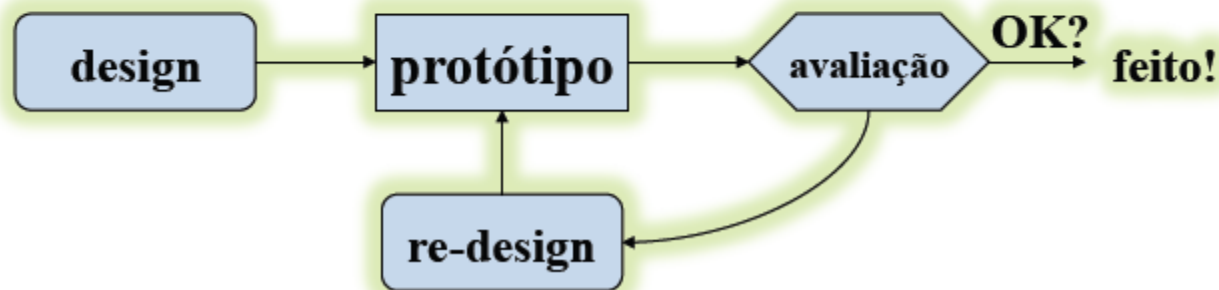 design
protótipo
avaliação
OK?
feito!
re-design